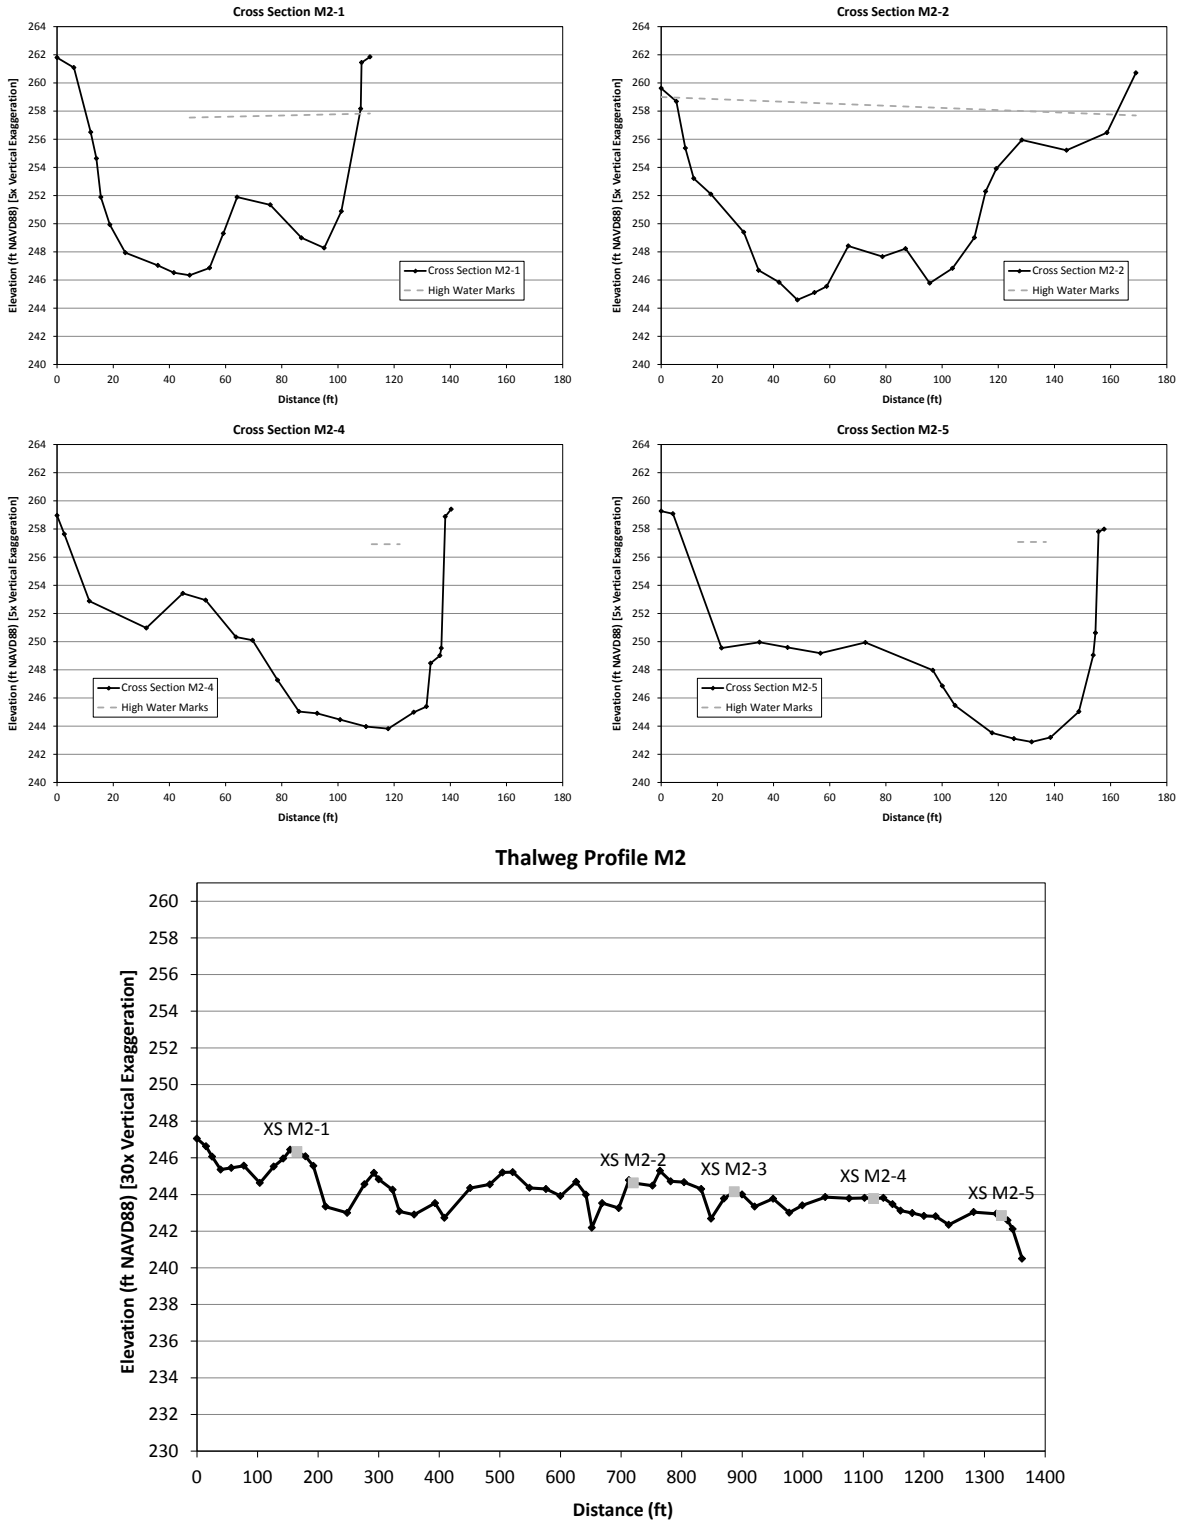 Cross Section M2-1
Elevation (ft NAVD88) [5x Vertical Exaggeration]
264
262
260
258
256
254
252
250
248
246
244
242
240
0 20 40 60 80 100 120 140 160 180
Distance (ft)
Cross Section M2-1
High Water Marks
Cross Section M2-2
Elevation (ft NAVD88) [5x Vertical Exaggeration]
264
262
260
258
256
254
252
250
248
246
244
242
240
0 20 40 60 80 100 120 140 160 180
Distance (ft)
Cross Section M2-2
High Water Marks
Cross Section M2-4
Elevation (ft NAVD88) [5x Vertical Exaggeration]
264
262
260
258
256
254
252
250
248
246
244
242
240
0 20 40 60 80 100 120 140 160 180
Distance (ft)
Cross Section M2-4
High Water Marks
Cross Section M2-5
Elevation (ft NAVD88) [5x Vertical Exaggeration]
264
262
260
258
256
254
252
250
248
246
244
242
240
0 20 40 60 80 100 120 140 160 180
Distance (ft)
Cross Section M2-5
High Water Marks
Thalweg Profile M2
Elevation (ft NAVD88) [30x Vertical Exaggeration]
260
258
256
254
252
250
248
246
244
242
240
238
236
234
232
230
XS M2-1
XS M2-2
XS M2-3
XS M2-4
XS M2-5
0 100 200 300 400 500 600 700 800 900 1000 1100 1200 1300 1400
Distance (ft)